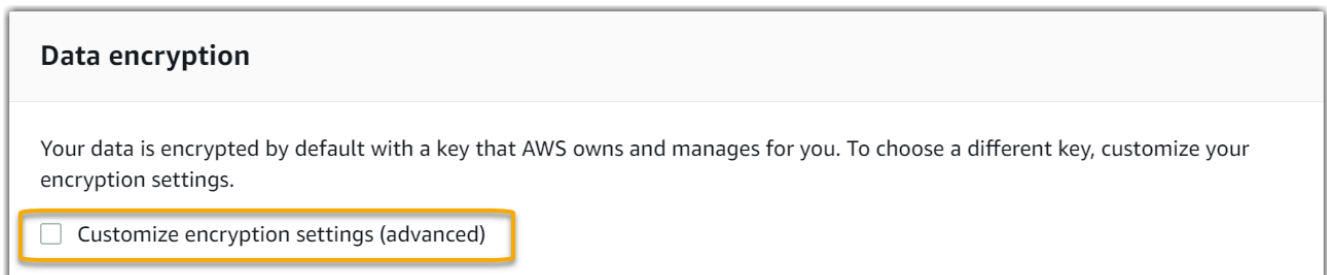 Data encryption
Your data is encrypted by default with a key that AWS owns and manages for you. To choose a different key, customize your
encryption settings.
Customize encryption settings (advanced)